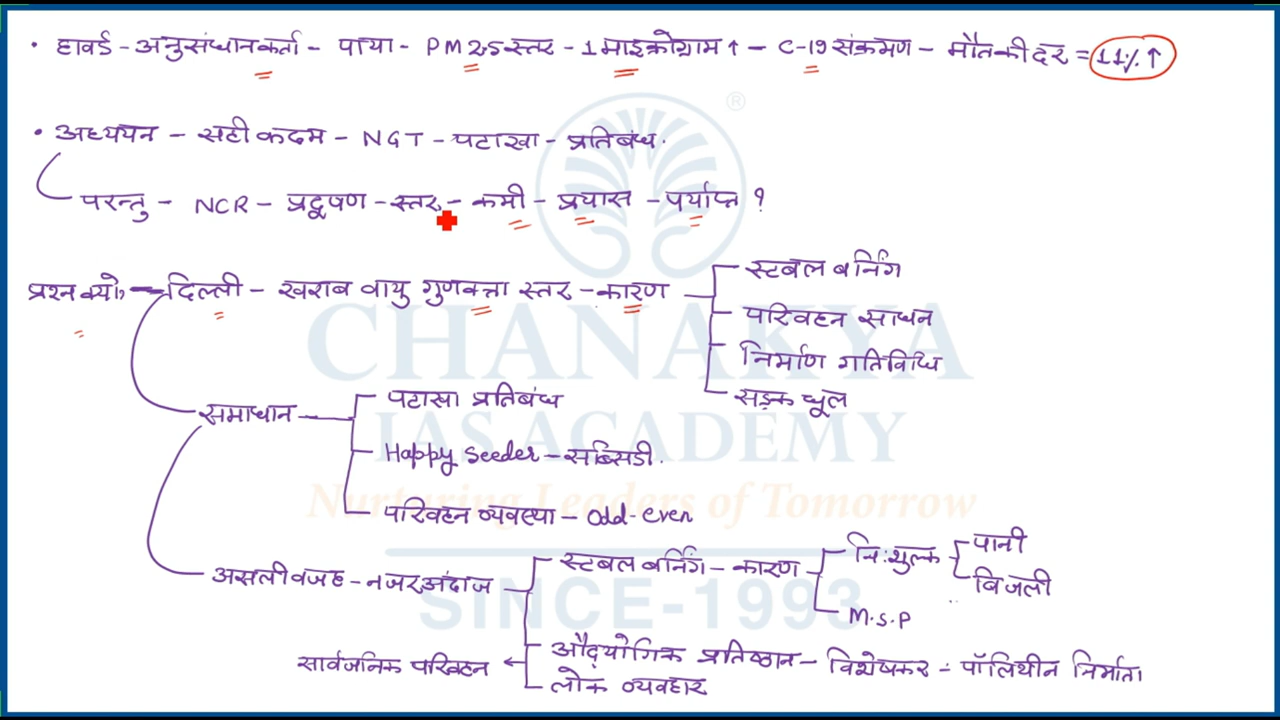 • हावर्ड - अनुसंधानकर्ता - पाया - PM 2.5 स्तर - 1 माइक्रोग्राम ↑ - C-19 संक्रमण - मौत की दर = 11% ↑
• अध्ययन - सही कदम - NGT - पटाखा - प्रतिबंध.
परन्तु - NCR - प्रदूषण - स्तर - कमी - प्रयास - पर्याप्त ?
प्रश्न क्यों, - दिल्ली - खराब वायु गुणवत्ता स्तर - कारण
स्टबल बर्निंग
परिवहन साधन
निर्माण गतिविधि
सड़क धूल
समाधान
पटाखा प्रतिबंध
Happy Seeder - सब्सिडी.
परिवहन व्यवस्था - odd-even
असली वजह - नजर अंदाज
स्टबल बर्निंग - कारण
नि:शुल्क
पानी
बिजली
M.S.P
औद्योगिक प्रतिष्ठान - विशेषकर - पॉलिथीन निर्माता
लोक व्यवहार
सार्वजनिक परिवहन
CHANAKYA
IAS ACADEMY
Nurturing Leaders of Tomorrow
SINCE-1993
®